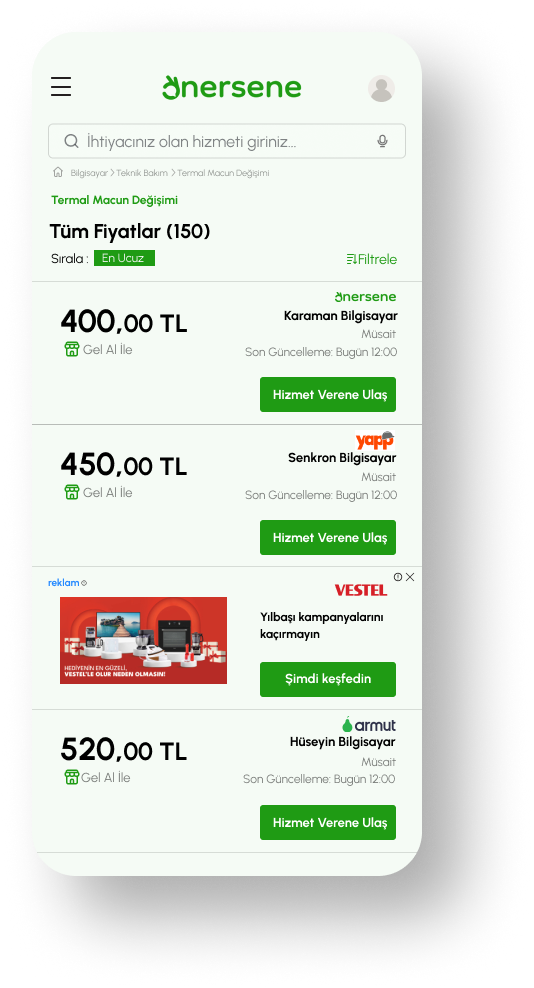 önersene
İhtiyacınız olan hizmeti giriniz...
Bilgisayar > Teknik Bakım > Termal Macun Değişimi
Termal Macun Değişimi
Tüm Fiyatlar (150)
Sırala : En Ucuz
Filtrele
önersene
400,00 TL
Karaman Bilgisayar
Müsait
Gel Al İle
Son Güncelleme: Bugün 12:00
Hizmet Verene Ulaş
yapp
450,00 TL
Senkron Bilgisayar
Müsait
Gel Al İle
Son Güncelleme: Bugün 12:00
Hizmet Verene Ulaş
reklam
VESTEL
Yılbaşı kampanyalarını
kaçırmayın
HEDİYENİN EN GÜZELİ,
VESTEL'LE OLUR NEDEN OLMASIN!
Şimdi keşfedin
armut
520,00 TL
Hüseyin Bilgisayar
Müsait
Gel Al İle
Son Güncelleme: Bugün 12:00
Hizmet Verene Ulaş